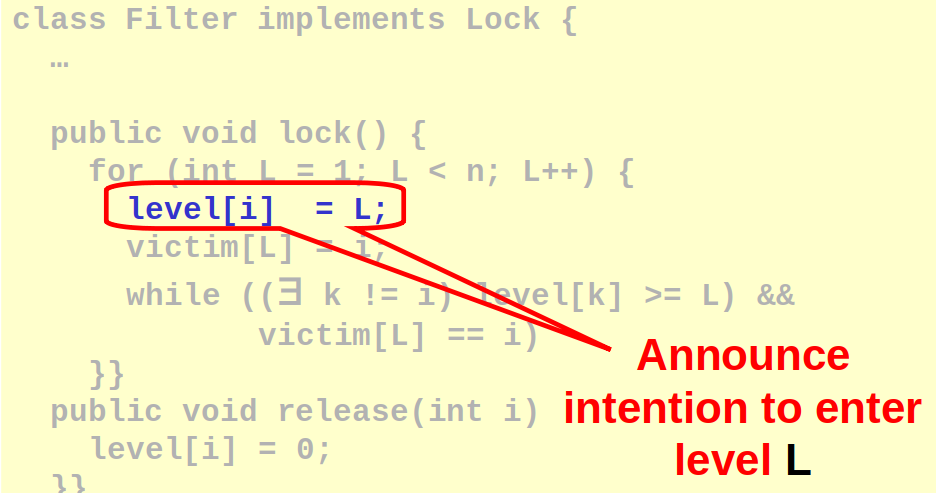 class Filter implements Lock {
…
public void lock() {
for (int L = 1; L < n; L++) {
level[i] = L;
victim[L] = i;
while ((∃ k != i) level[k] >= L) &&
victim[L] == i)
}}
public void release(int i)
level[i] = 0;
}}
Announce
intention to enter
level L